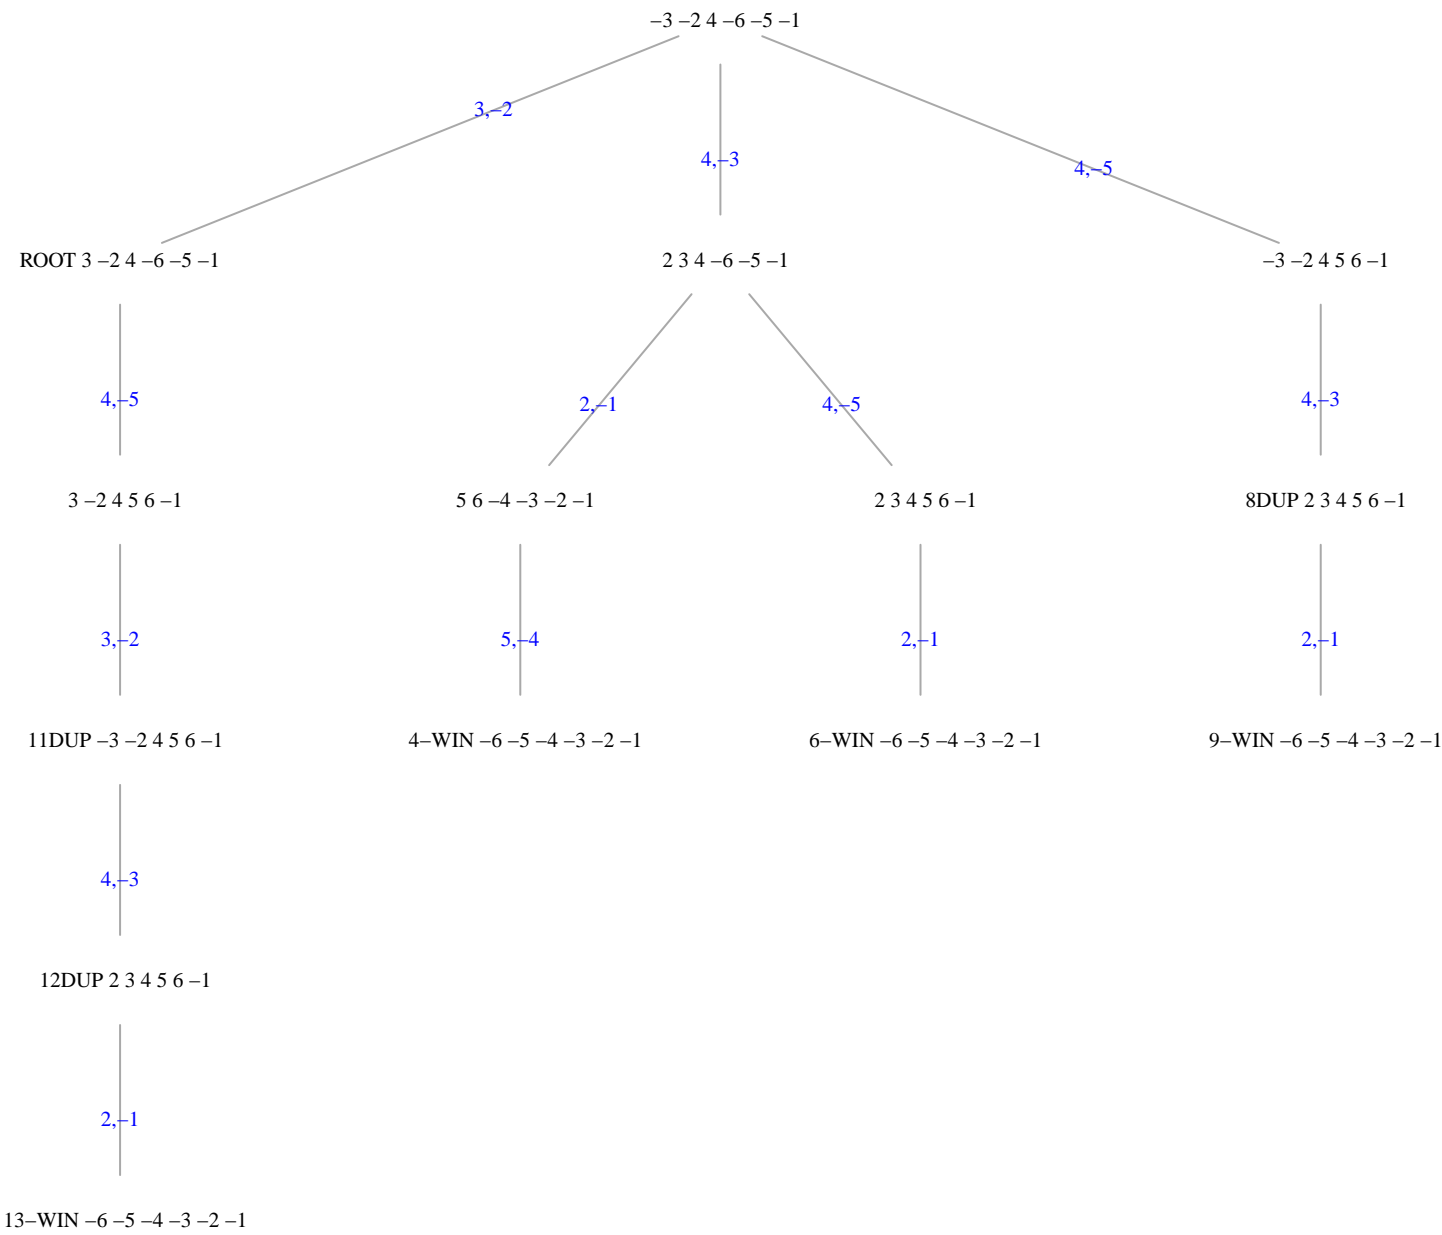 –3 –2 4 –6 –5 –1
3,–2
4,–3
4,–5
ROOT 3 –2 4 –6 –5 –1
2 3 4 –6 –5 –1
–3 –2 4 5 6 –1
4,–5
2,–1
4,–5
4,–3
3 –2 4 5 6 –1
5 6 –4 –3 –2 –1
2 3 4 5 6 –1
8DUP 2 3 4 5 6 –1
3,–2
5,–4
2,–1
2,–1
11DUP –3 –2 4 5 6 –1
4–WIN –6 –5 –4 –3 –2 –1
6–WIN –6 –5 –4 –3 –2 –1
9–WIN –6 –5 –4 –3 –2 –1
4,–3
12DUP 2 3 4 5 6 –1
2,–1
13–WIN –6 –5 –4 –3 –2 –1